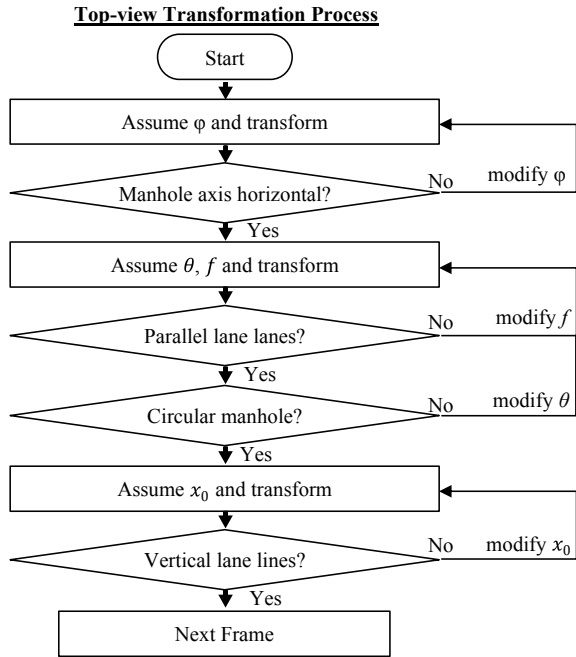 Top-view Transformation Process
Start
Assume φ and transform
Manhole axis horizontal?
No
modify φ
Yes
Assume θ, f and transform
Parallel lane lanes?
No
modify f
Yes
Circular manhole?
No
modify θ
Yes
Assume x₀ and transform
Vertical lane lines?
No
modify x₀
Yes
Next Frame